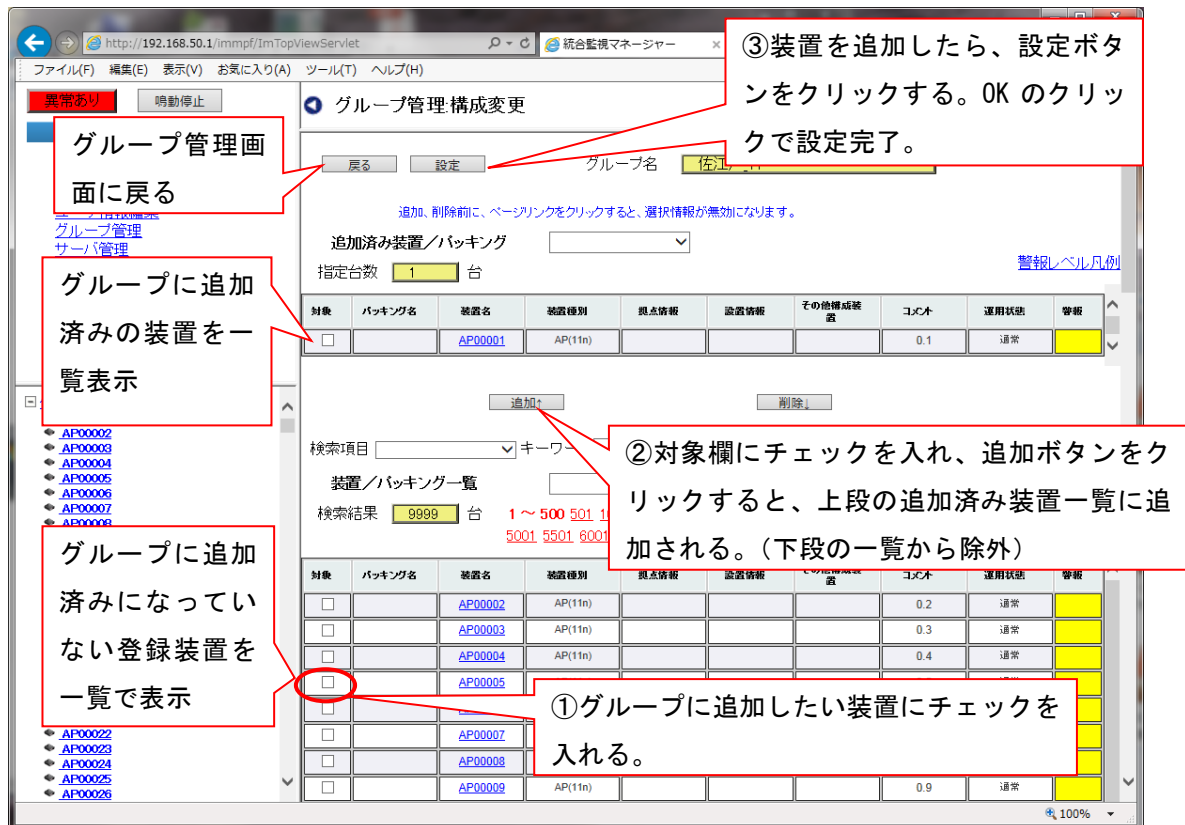 http://192.168.50.1/immpf/ImTopViewServlet
統合監視マネージャー
ファイル(F) 編集(E) 表示(V) お気に入り(A) ツール(T) ヘルプ(H)
③装置を追加したら、設定ボタ
ンをクリックする。OK のクリッ
クで設定完了。
異常あり 鳴動停止
グループ管理:構成変更
グループ管理画
面に戻る
戻る 設定 グループ名
追加、削除前に、ページリンクをクリックすると、選択情報が無効になります。
グループ管理
サーバ管理
追加済み装置／パッキング
指定台数 1 台
警報レベル凡例
グループに追加
済みの装置を一
覧表示
対象 パッキング名 装置名 装置種別 拠点情報 設置情報 その他構成装置 コメント 運用状態 警報
AP00001 AP(11n) 0.1 通常
追加↑ 削除↓
AP00002
AP00003
AP00004
AP00005
AP00006
AP00007
AP00008
②対象欄にチェックを入れ、追加ボタンをク
リックすると、上段の追加済み装置一覧に追
加される。(下段の一覧から除外)
検索項目 キーワー
装置／パッキング一覧
検索結果 9999 台 1 ～ 500 501
5001 5501 6001
グループに追加
済みになってい
ない登録装置を
一覧で表示
対象 パッキング名 装置名 装置種別 拠点情報 設置情報 その他構成装置 コメント 運用状態 警報
AP00002 AP(11n) 0.2 通常
AP00003 AP(11n) 0.3 通常
AP00004 AP(11n) 0.4 通常
AP00005
①グループに追加したい装置にチェックを
入れる。
AP00007
AP00008
AP00009 AP(11n) 0.9 通常
AP00022
AP00023
AP00024
AP00025
AP00026
100%